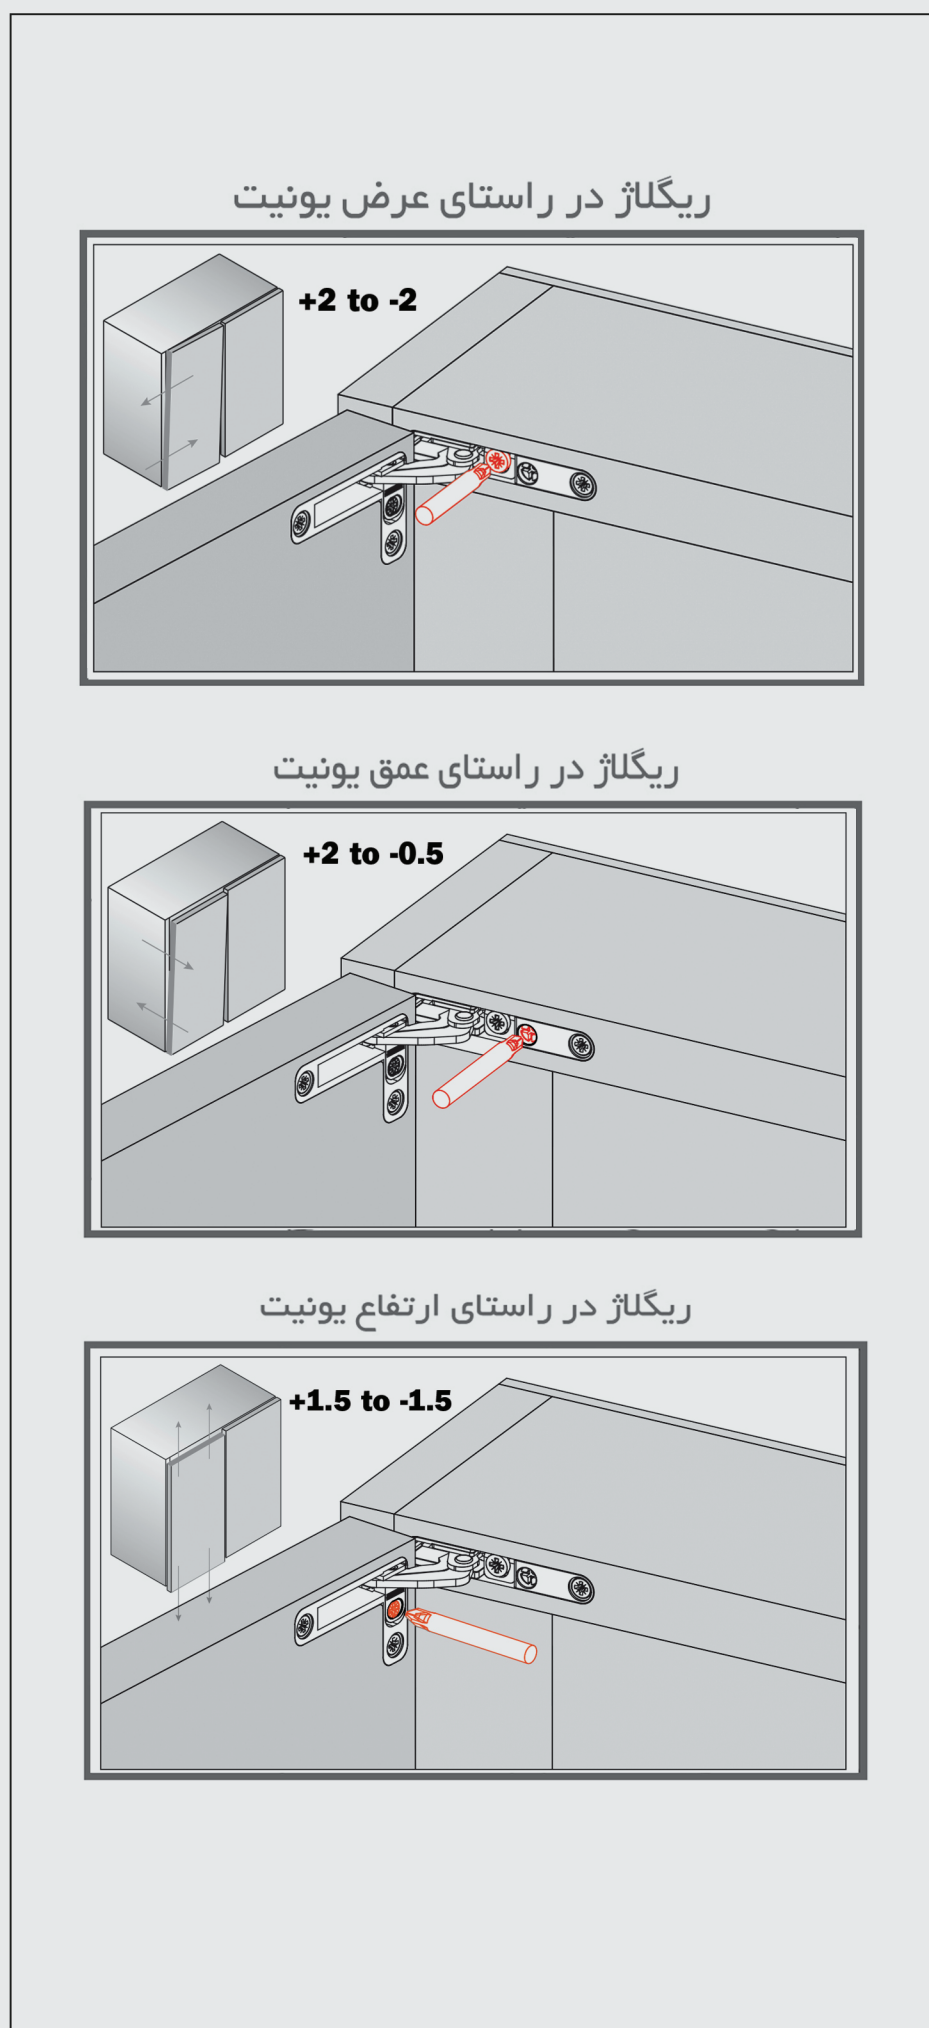 ریگلاژ در راستای عرض یونیت
+2 to -2
ریگلاژ در راستای عمق یونیت
+2 to -0.5
ریگلاژ در راستای ارتفاع یونیت
+1.5 to -1.5